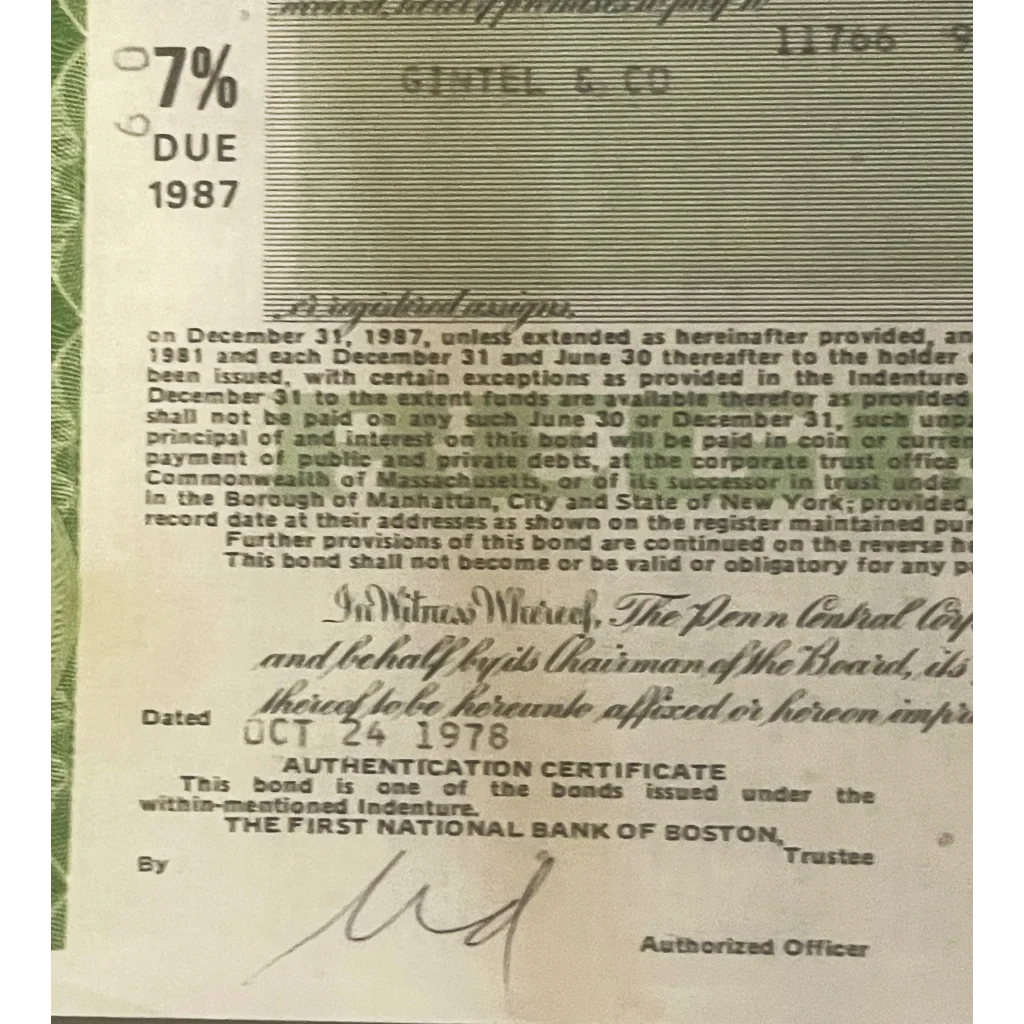 hereby promises to pay to
11766 9
7%
GINTEL & CO
DUE
1987
or registered assigns,
on December 31, 1987, unless extended as hereinafter provided, an
1981 and each December 31 and June 30 thereafter to the holder
been issued, with certain exceptions as provided in the Indenture
December 31 to the extent funds are available therefor as provided
shall not be paid on any such June 30 or December 31, such unp
principal of and interest on this bond will be paid in coin or curren
payment of public and private debts, at the corporate trust office
Commonwealth of Massachusetts, or of its successor in trust under
in the Borough of Manhattan, City and State of New York; provided,
record date at their addresses as shown on the register maintained pu
Further provisions of this bond are continued on the reverse he
This bond shall not become or be valid or obligatory for any p
In Witness Whereof, The Penn Central Corp
and behalf by its Chairman of the Board, its
thereof to be hereunto affixed or hereon impr
Dated OCT 24 1978
AUTHENTICATION CERTIFICATE
This bond is one of the bonds issued under the
within-mentioned Indenture.
THE FIRST NATIONAL BANK OF BOSTON,
Trustee
By
Authorized Officer